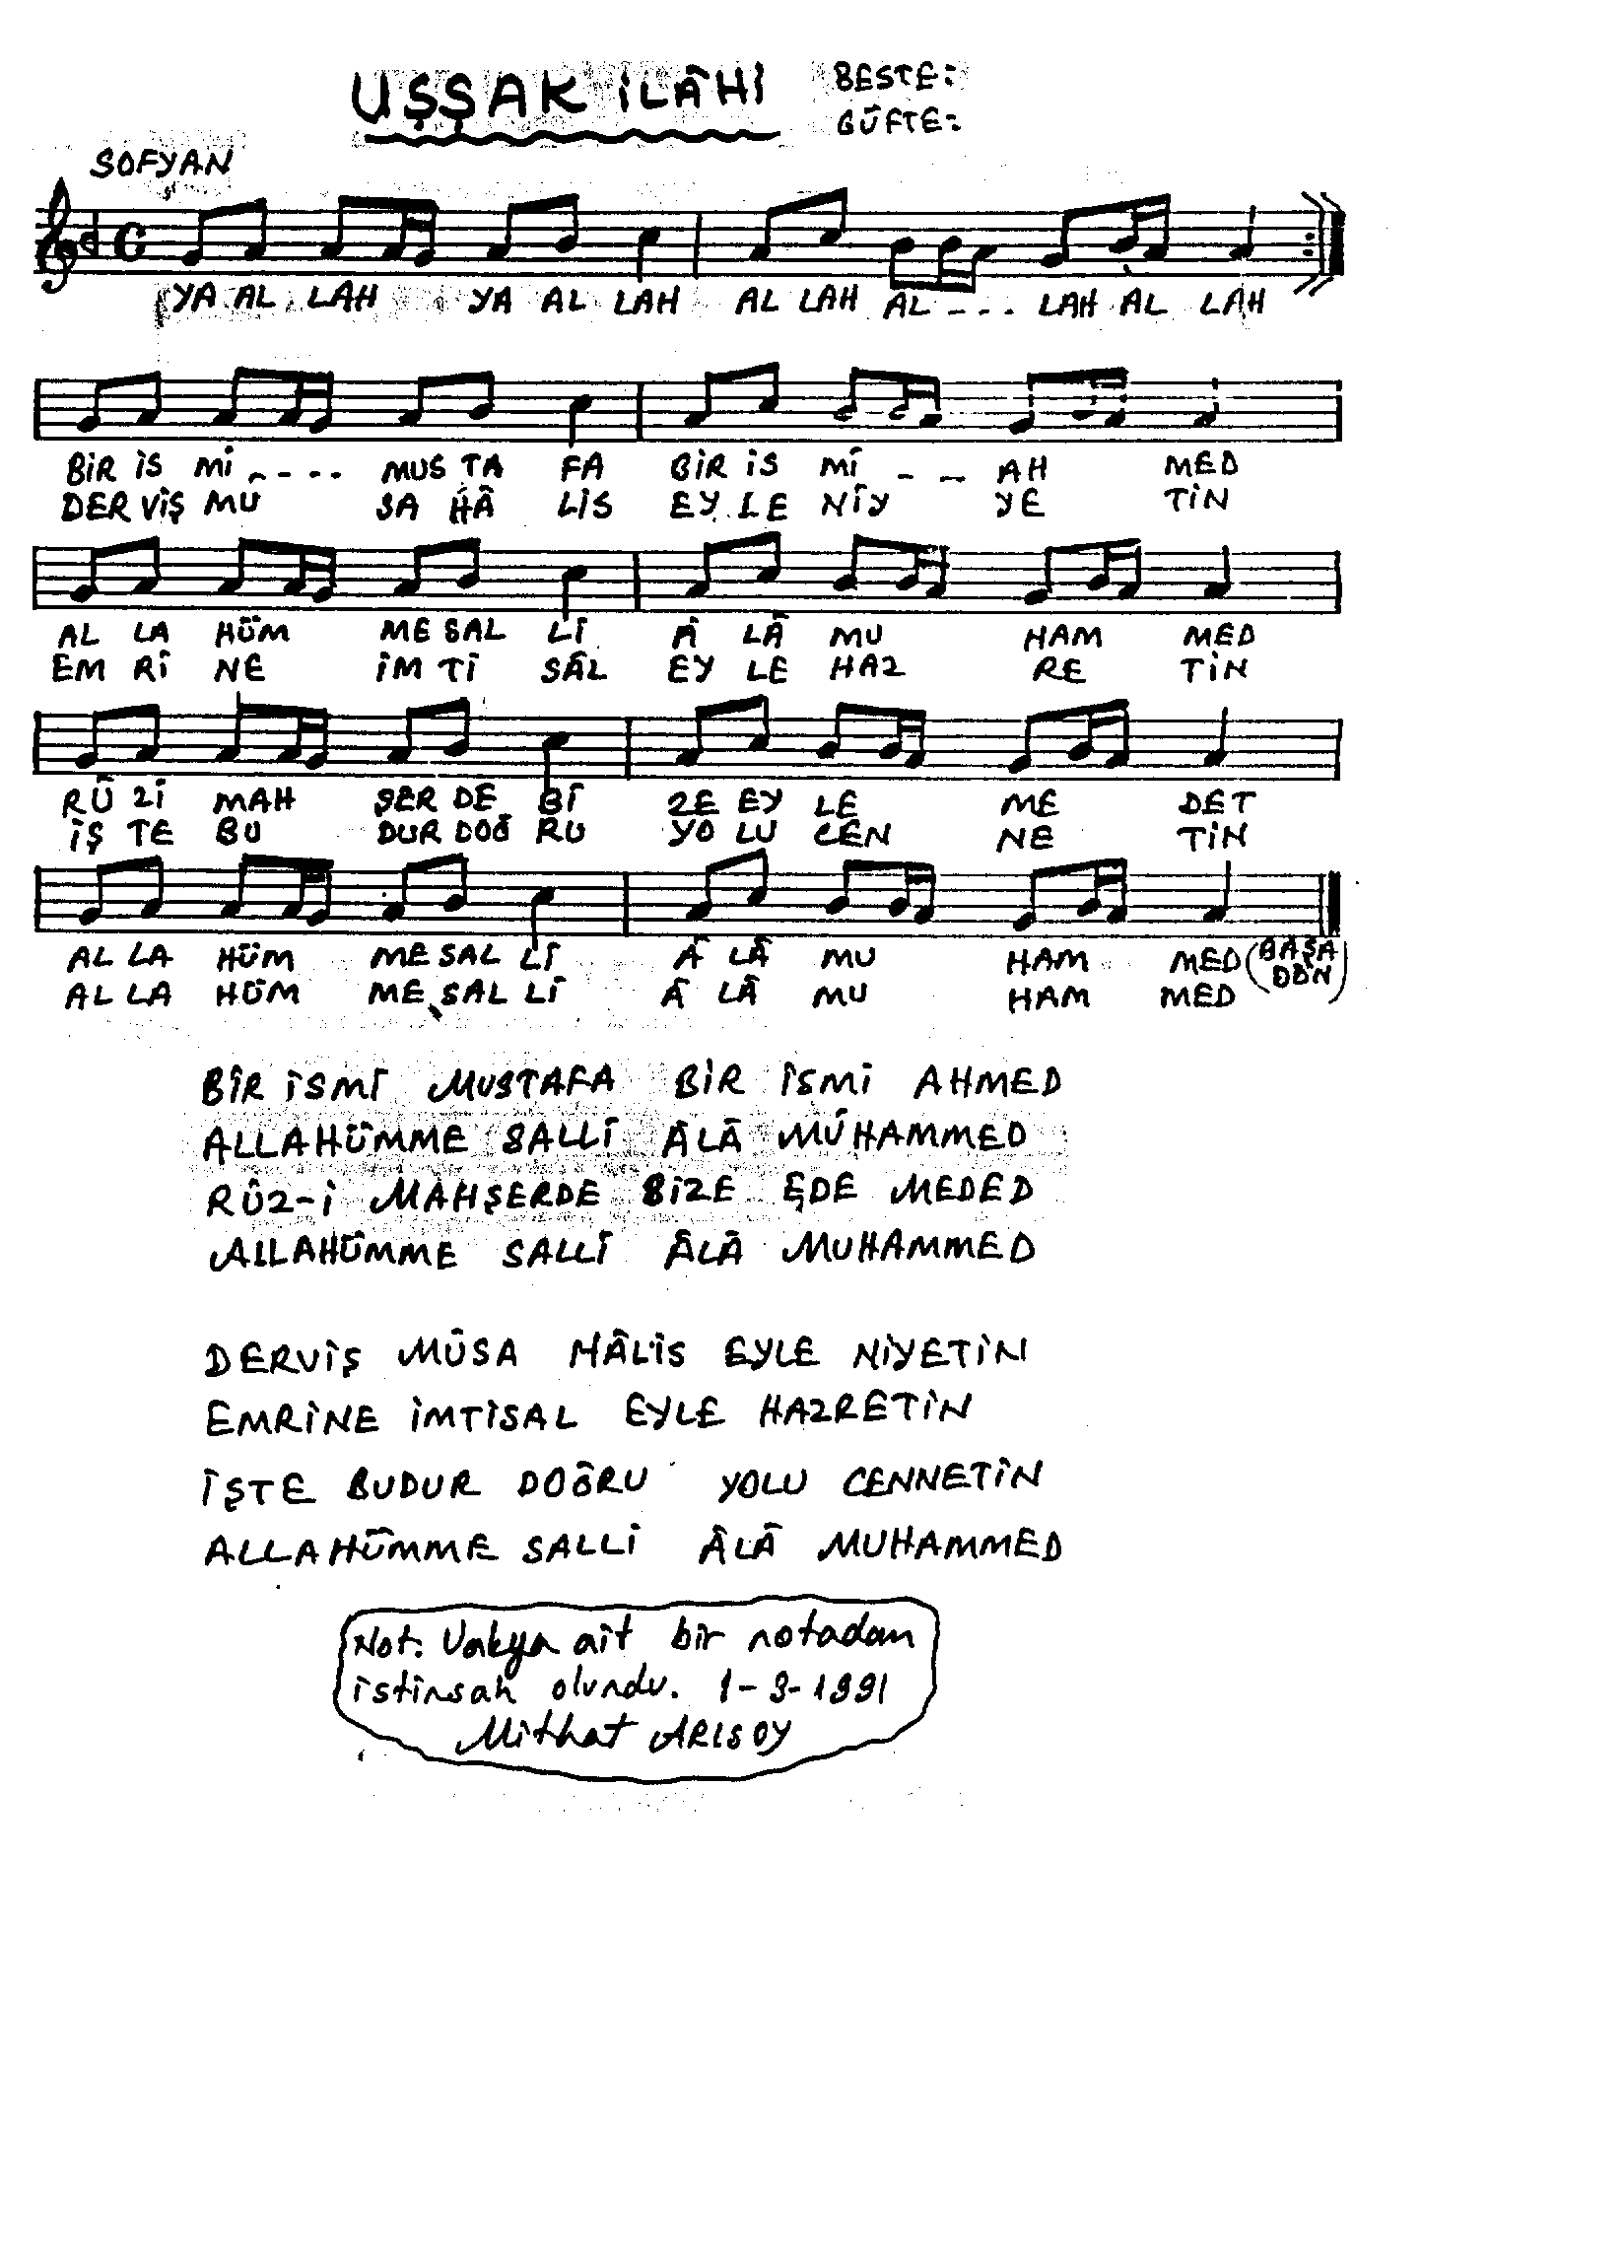 UŞŞAK İLÂHİ
BESTE:
GÜFTE:
SOFYAN
YA AL LAH YA AL LAH AL LAH AL - - - LAH AL LAH
BİR İS Mİ - - - - MUS TA FA BİR İS Mİ - - AH MED
DER VİŞ MU SA HÂ LİS EY LE NİY YE TİN
AL LA HÜM ME SAL Lİ Â LÂ MU HAM MED
EM Rİ NE İM Tİ SÂL EY LE HAZ RE TİN
RÛ Zİ MAH ŞER DE Bİ ZE EY LE ME DET
İŞ TE BU DUR DOĞ RU YO LU CEN NE TİN
AL LA HÜM ME SAL Lİ Â LÂ MU HAM MED (BAŞA DÖN)
AL LA HÜM ME SAL Lİ Â LÂ MU HAM MED
BİR İSMİ MUSTAFA BİR İSMİ AHMED
ALLAHÜMME SALLİ ÂLÂ MUHAMMED
RÛZ-İ MAHŞERDE BİZE EDE MEDED
ALLAHÜMME SALLİ ÂLÂ MUHAMMED
DERVİŞ MÛSA HÂLİS EYLE NİYETİN
EMRİNE İMTİSAL EYLE HAZRETİN
İŞTE BUDUR DOĞRU YOLU CENNETİN
ALLAHÜMME SALLİ ÂLÂ MUHAMMED
Not: Vakfa ait bir notadan
istinsah olundu. 1-9-1991
Mithat ARISOY